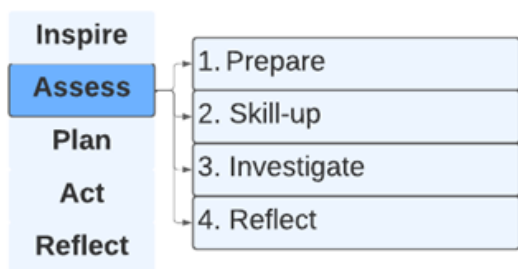 Inspire
Assess
Plan
Act
Reflect
1. Prepare
2. Skill-up
3. Investigate
4. Reflect